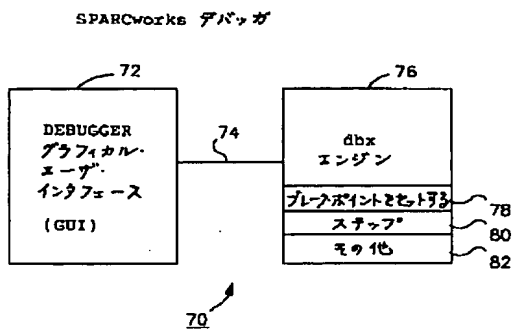 SPARCworks デバッガ
72
DEBUGGER
グラフィカル・
ユーザ・
インタフェース
(GUI)
74
76
dbx
エンジン
ブレークポイントをセットする
78
ステップ
80
その他
82
70